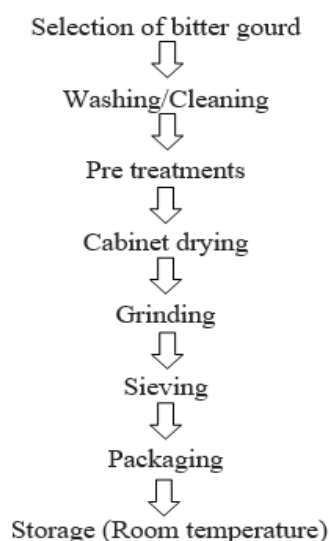 Selection of bitter gourd
Washing/Cleaning
Pre treatments
Cabinet drying
Grinding
Sieving
Packaging
Storage (Room temperature)